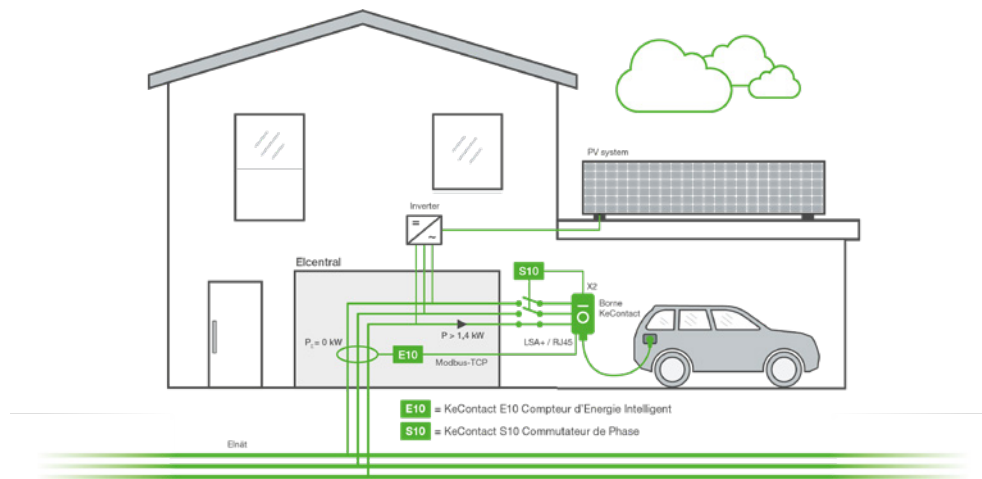 PV system
Inverter
Elcentral
S10
X2
Borne
KeContact
P > 1,4 kW
LSA+ / RJ45
PΣ = 0 kW
E10
Modbus-TCP
E10 = KeContact E10 Compteur d'Energie Intelligent
S10 = KeContact S10 Commutateur de Phase
Elnät